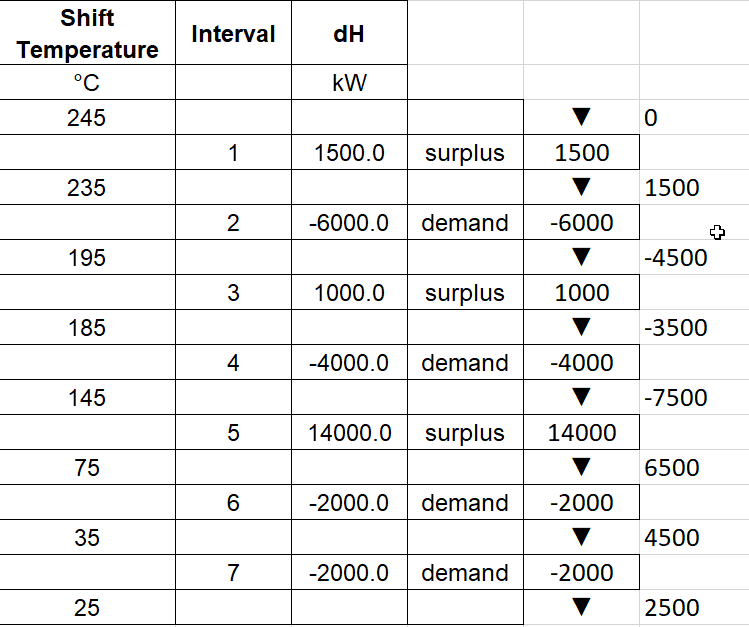 Shift Temperature Interval dH
°C kW
245 ▼ 0
1 1500.0 surplus 1500
235 ▼ 1500
2 -6000.0 demand -6000
195 ▼ -4500
3 1000.0 surplus 1000
185 ▼ -3500
4 -4000.0 demand -4000
145 ▼ -7500
5 14000.0 surplus 14000
75 ▼ 6500
6 -2000.0 demand -2000
35 ▼ 4500
7 -2000.0 demand -2000
25 ▼ 2500